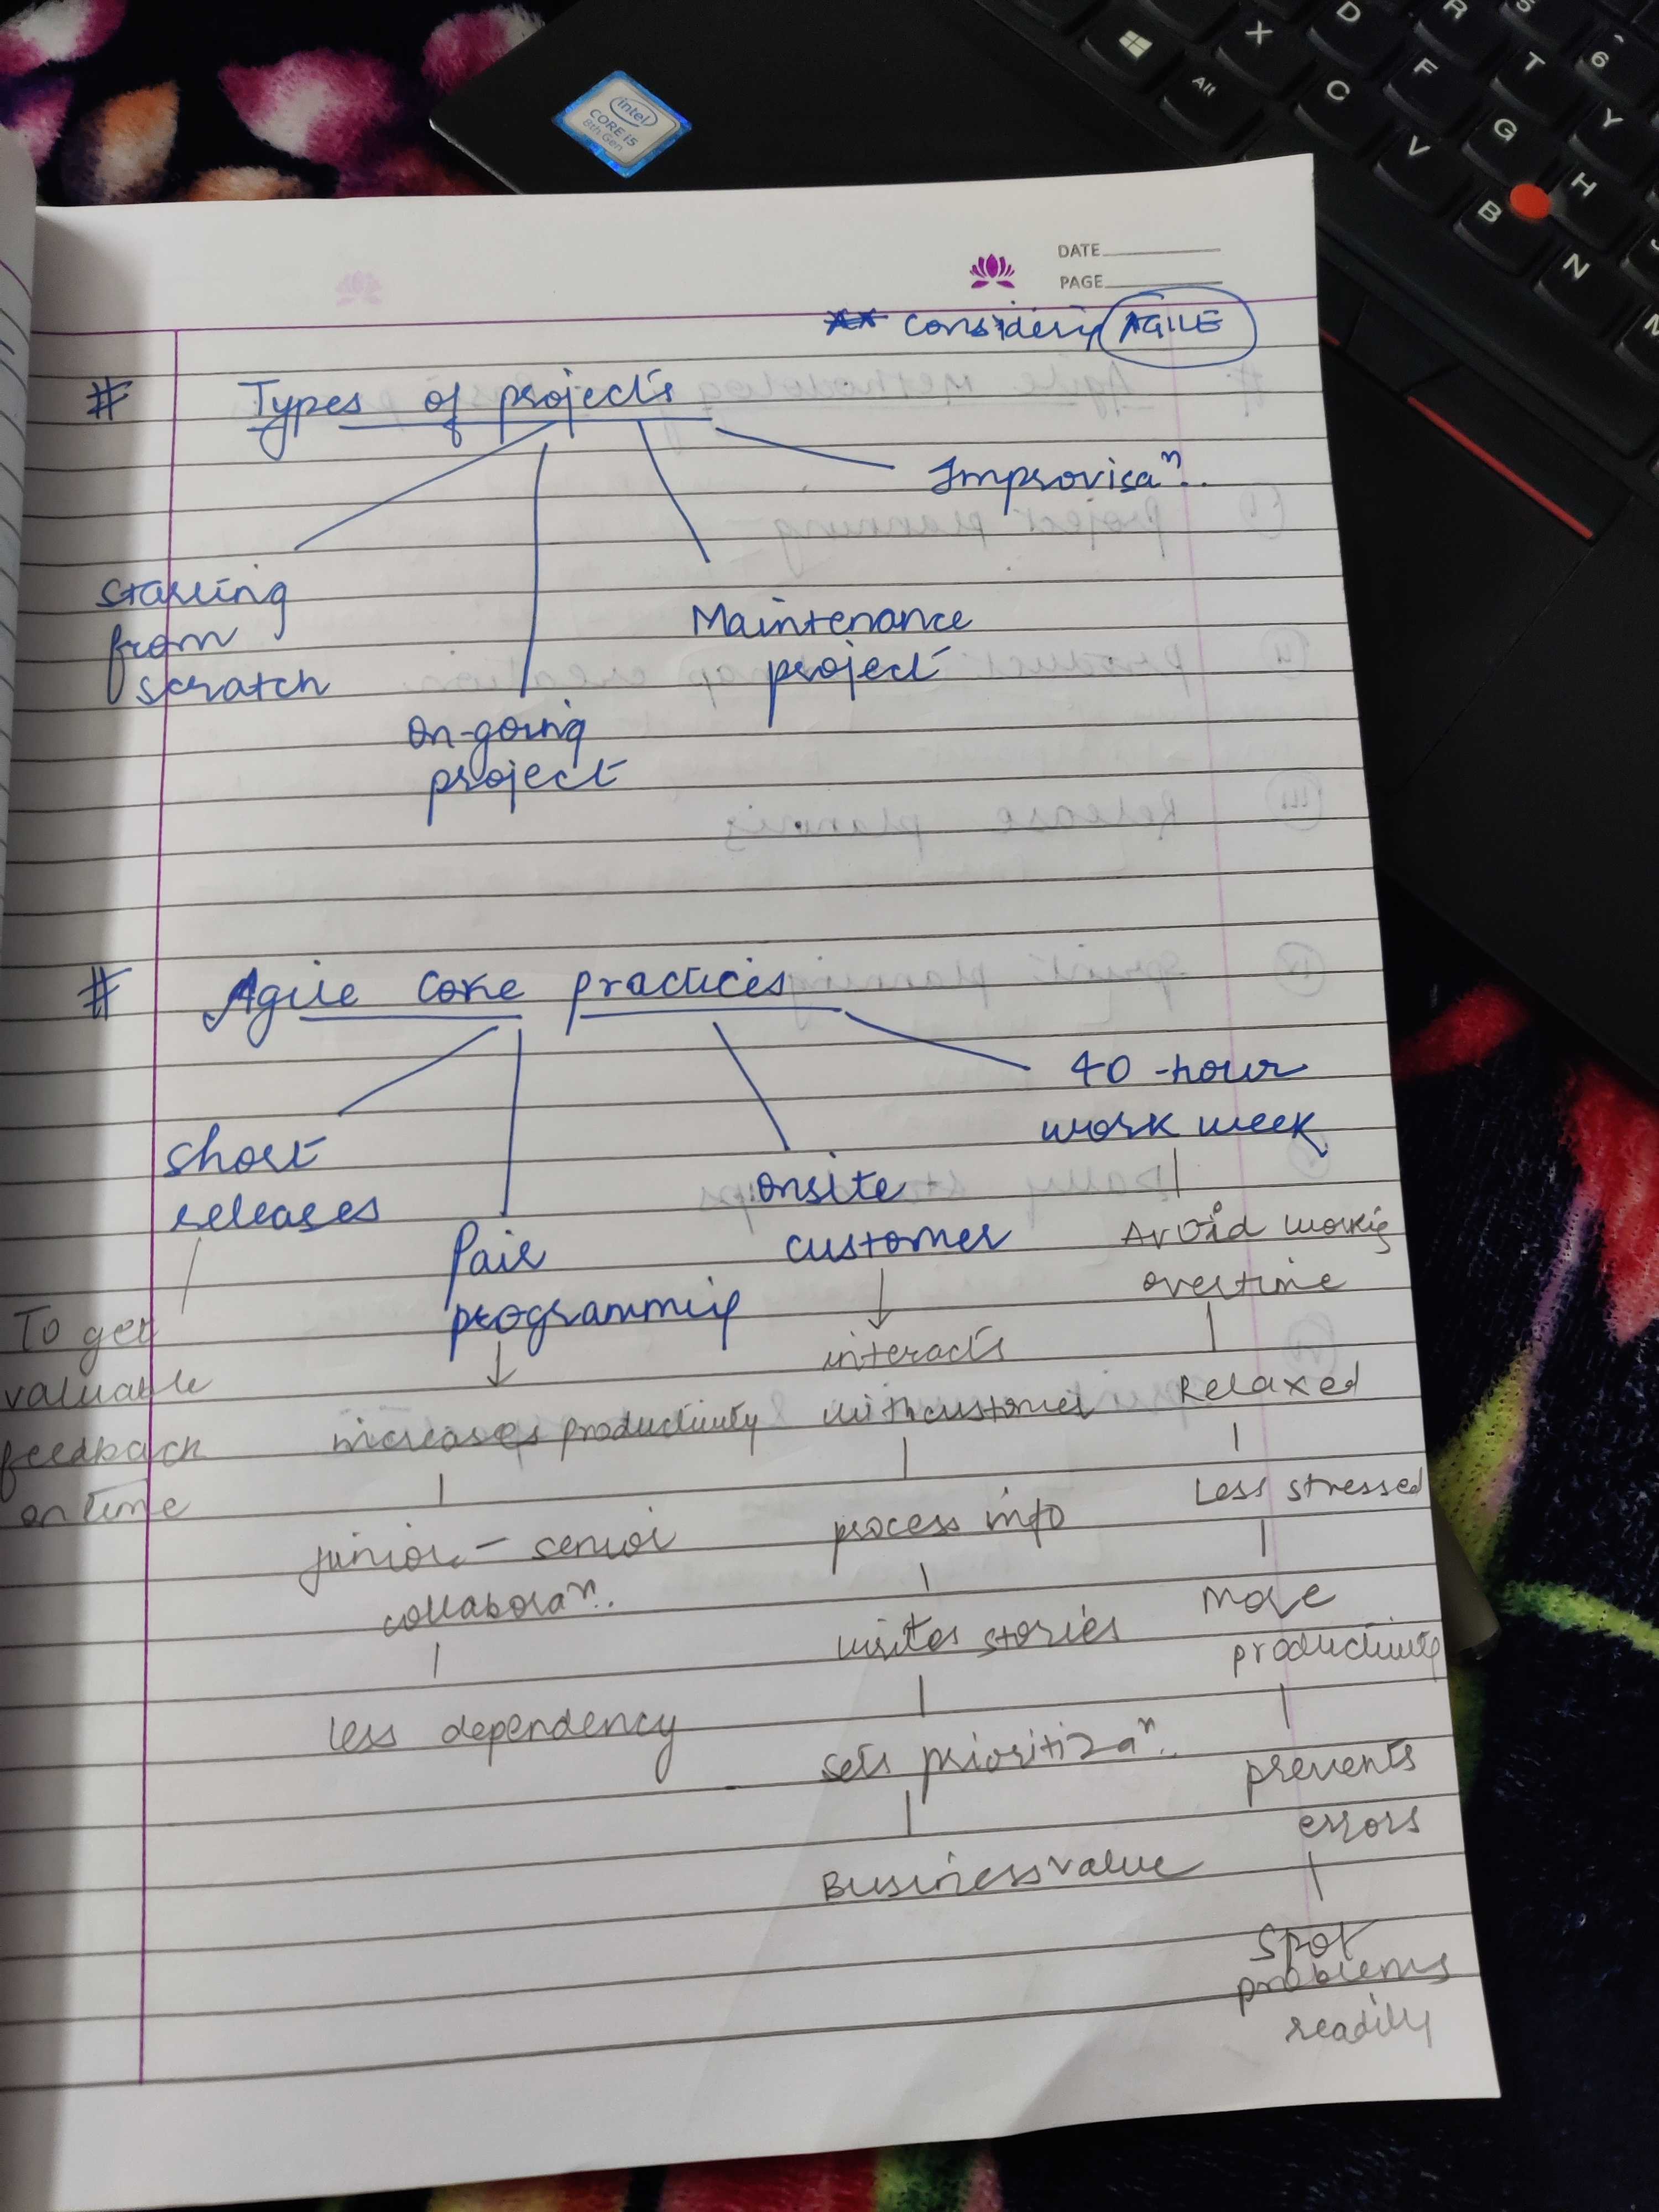 intel
CORE i5
8th Gen
Alt
X
D
R
5
6
C
F
T
Y
V
G
H
B
N
M
DATE
PAGE
** Considering AGILE
# Types of projects
Improvisaⁿ..
starting
from
scratch
Maintenance
project
on-going
project
# Agile core practices
40-hour
work week
short
releases
Pair
programming
onsite
customer
Avoid working
overtime
To get
valuable
feedback
on time
increases productivity
interacts
with customer
Relaxed
Less stressed
junior - senior
collaboraⁿ..
process info
writes stories
More
productivity
less dependency
sets prioritizaⁿ..
prevents
errors
Business value
Spot
problems
readily